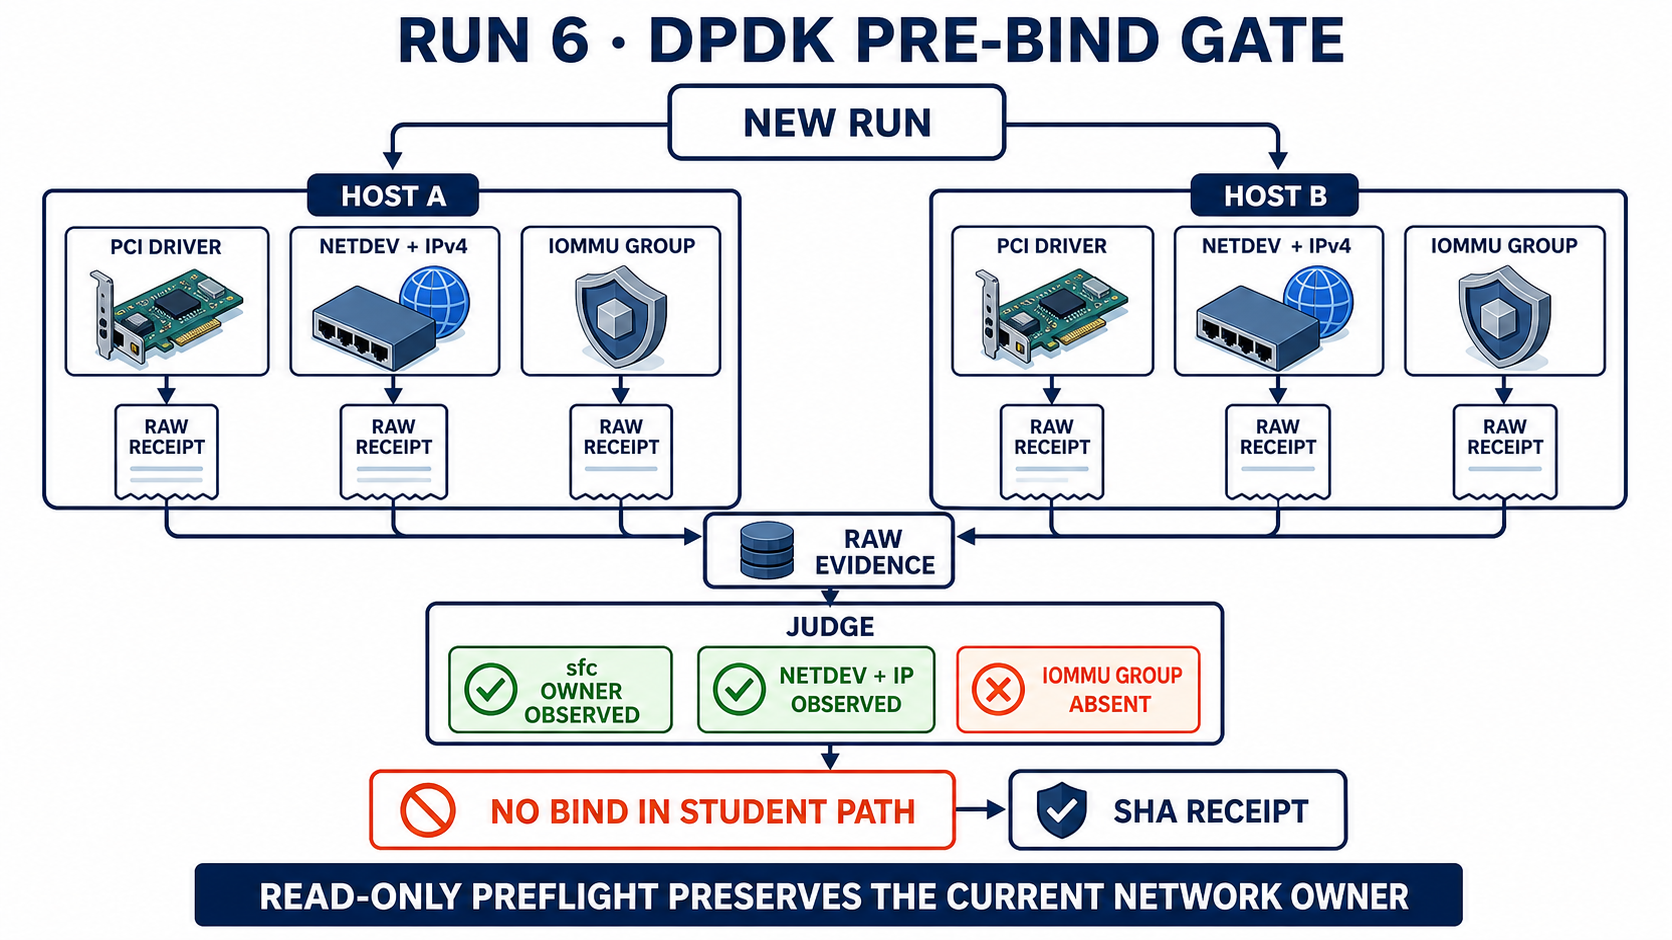 RUN 6 · DPDK PRE-BIND GATE
NEW RUN
HOST A
PCI DRIVER
NETDEV + IPv4
IOMMU GROUP
RAW
RECEIPT
RAW
RECEIPT
RAW
RECEIPT
HOST B
PCI DRIVER
NETDEV + IPv4
IOMMU GROUP
RAW
RECEIPT
RAW
RECEIPT
RAW
RECEIPT
RAW
EVIDENCE
JUDGE
sfc
OWNER
OBSERVED
NETDEV + IP
OBSERVED
IOMMU GROUP
ABSENT
NO BIND IN STUDENT PATH
SHA RECEIPT
READ-ONLY PREFLIGHT PRESERVES THE CURRENT NETWORK OWNER